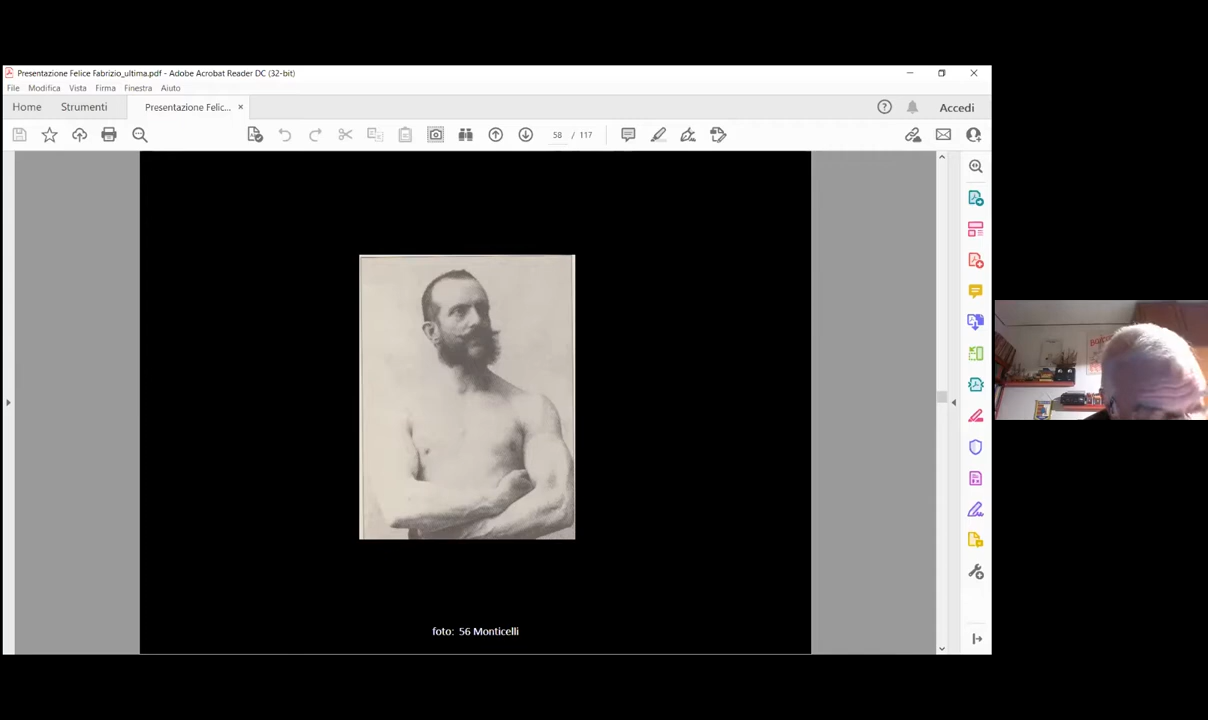 Presentazione Felice Fabrizio_ultima.pdf - Adobe Acrobat Reader DC (32-bit)
File Modifica Vista Firma Finestra Aiuto
Home Strumenti Presentazione Felic... Accedi
58 / 117
foto: 56 Monticelli